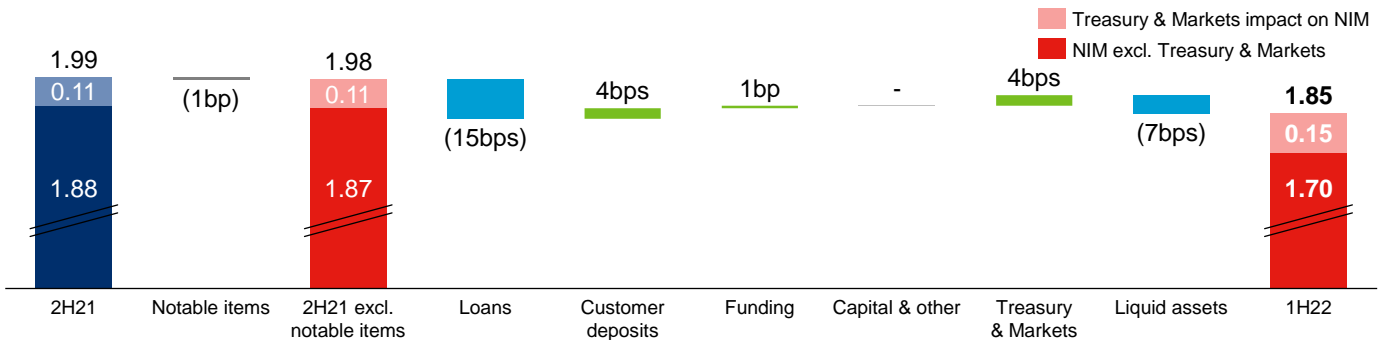 Treasury & Markets impact on NIM
NIM excl. Treasury & Markets
1.99
0.11
1.88
(1bp)
1.98
0.11
1.87
(15bps)
4bps
1bp
-
4bps
(7bps)
1.85
0.15
1.70
2H21
Notable items
2H21 excl.
notable items
Loans
Customer
deposits
Funding
Capital & other
Treasury
& Markets
Liquid assets
1H22